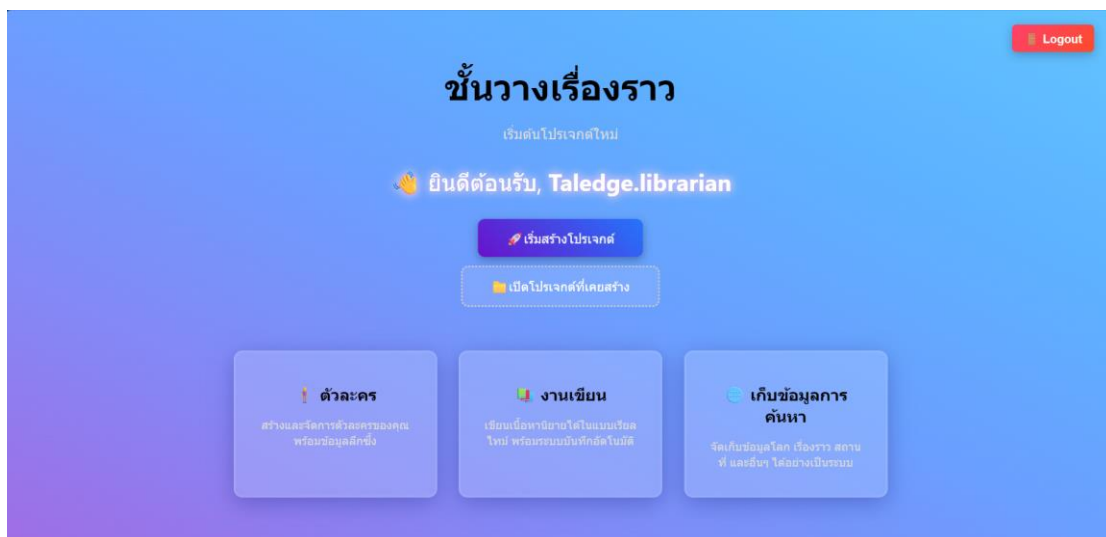 Logout
ชั้นวางเรื่องราว
เริ่มต้นโปรเจกต์ใหม่
👋 ยินดีต้อนรับ, Taledge.librarian
🚀 เริ่มสร้างโปรเจกต์
📁 เปิดโปรเจกต์ที่เคยสร้าง
ตัวละคร
สร้างและจัดการตัวละครของคุณ
พร้อมข้อมูลลึกซึ้ง
งานเขียน
เขียนเนื้อหานิยายได้ในแบบเรียล
ไทม์ พร้อมระบบบันทึกอัตโนมัติ
🌐 เก็บข้อมูลการ
ค้นหา
จัดเก็บข้อมูลโลก เรื่องราว สถาน
ที่ และอื่นๆ ได้อย่างเป็นระบบ